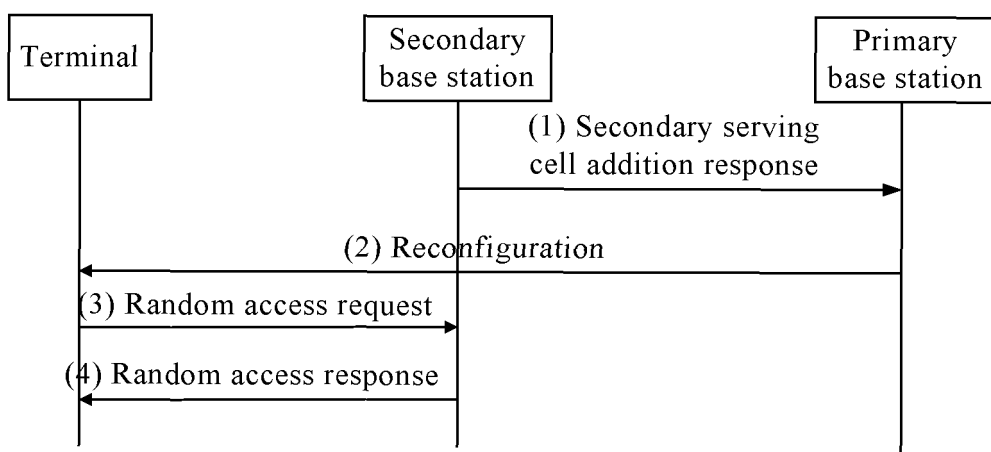 Terminal
Secondary
base station
Primary
base station
(1) Secondary serving
cell addition response
(2) Reconfiguration
(3) Random access request
(4) Random access response